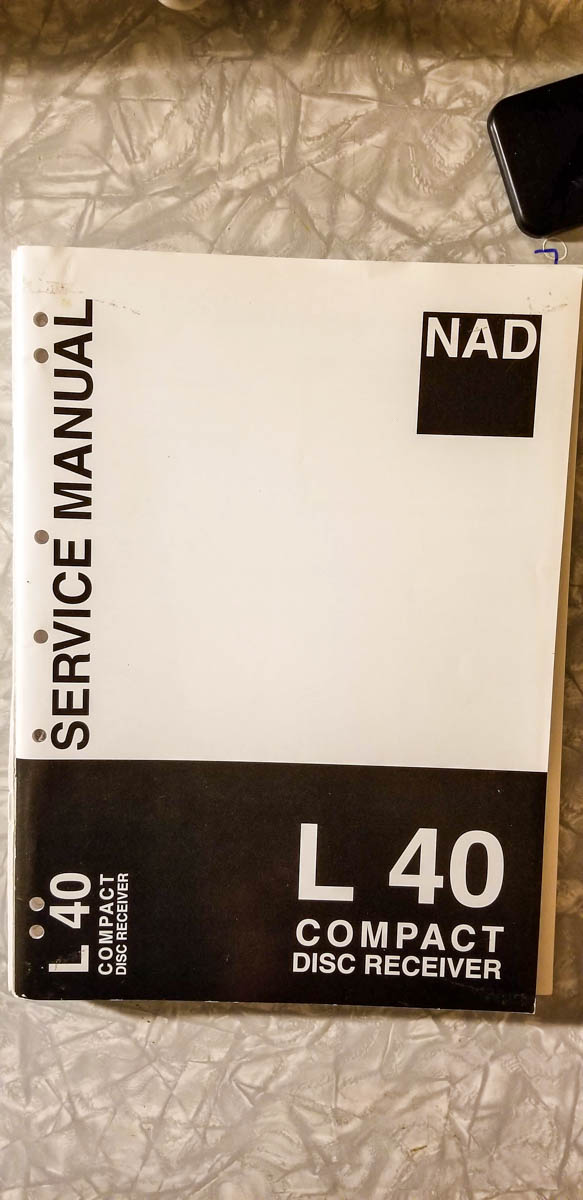 NAD
SERVICE MANUAL
L 40
COMPACT
DISC RECEIVER
L 40
COMPACT
DISC RECEIVER